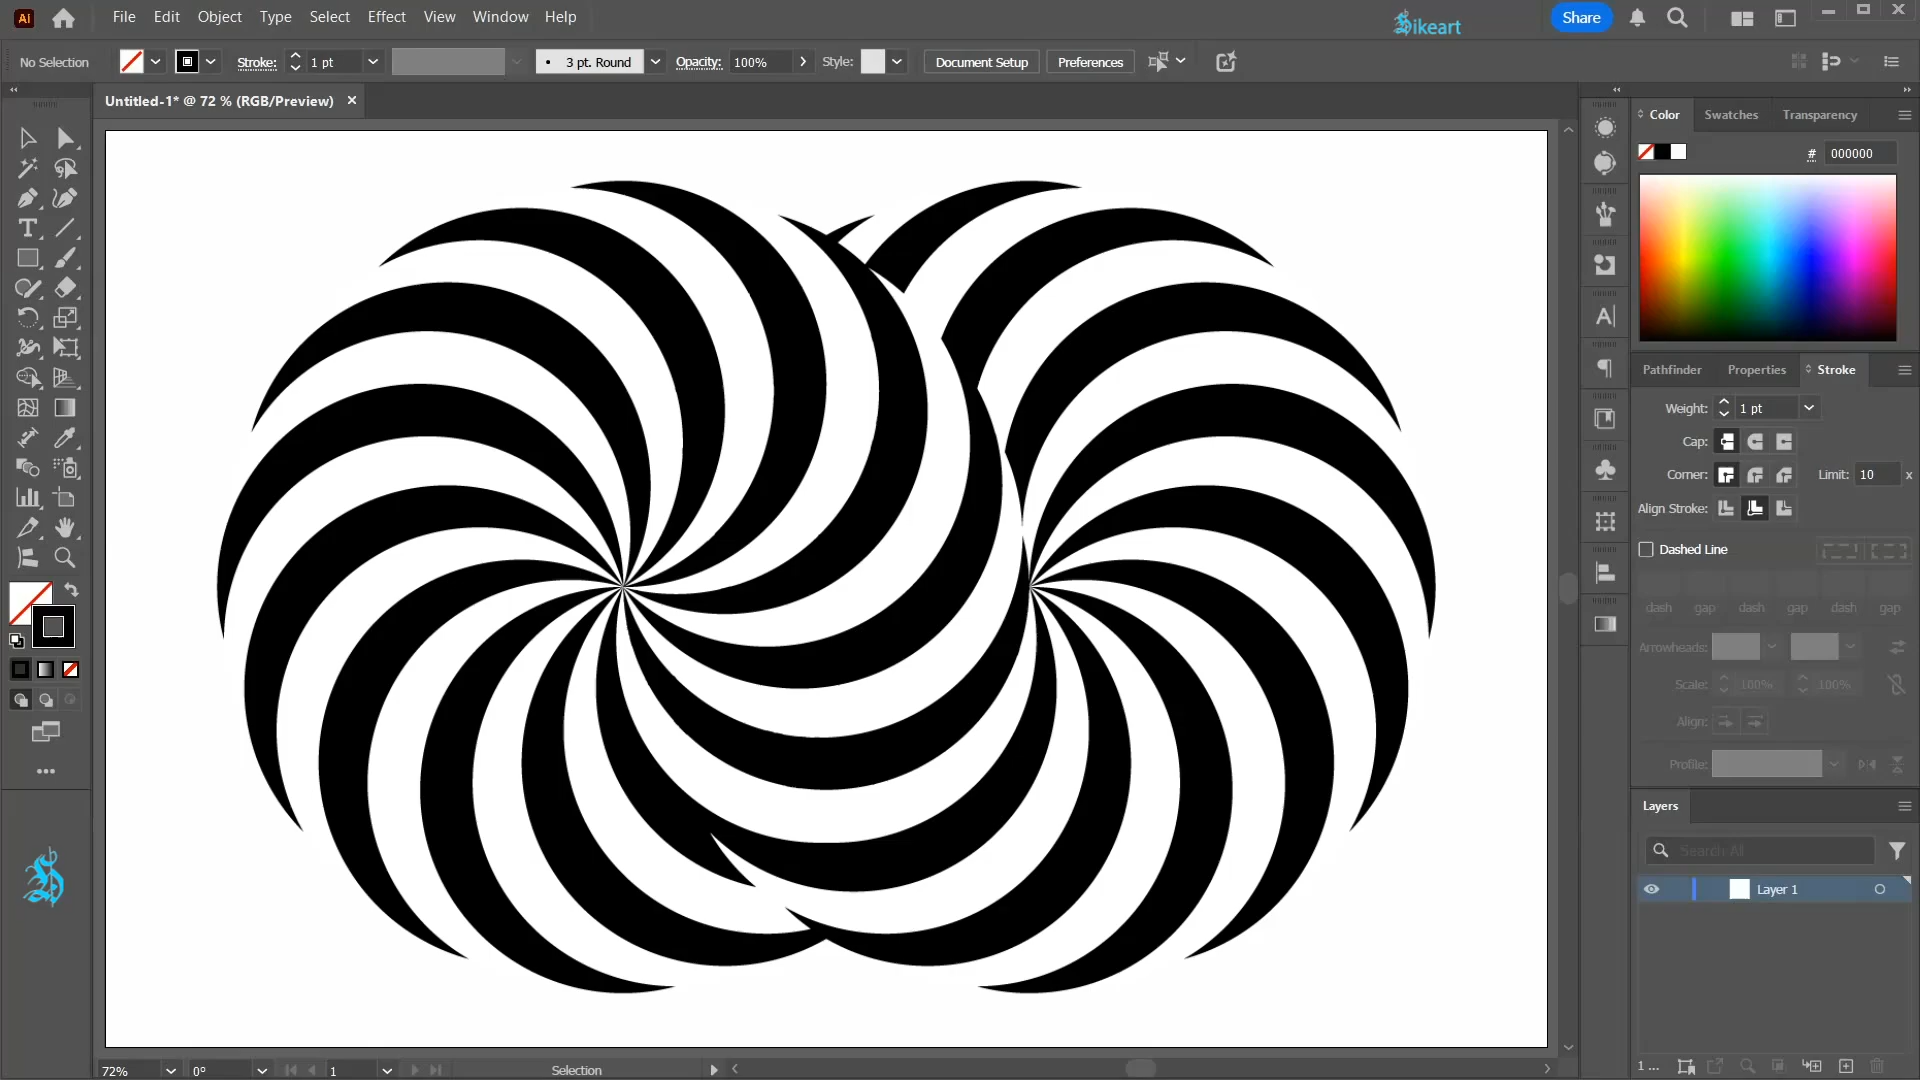 Ai File Edit Object Type Select Effect View Window Help Sikeart Share
No Selection Stroke: 1 pt 3 pt. Round Opacity: 100% Style: Document Setup Preferences
Untitled-1* @ 72 % (RGB/Preview) ×
Color Swatches Transparency
# 000000
Pathfinder Properties Stroke
Weight: 1 pt
Cap:
Corner: Limit: 10 x
Align Stroke:
Dashed Line
dash gap dash gap dash gap
Arrowheads:
Scale: 100% 100%
Align:
Profile:
Layers
Search All
Layer 1
72% 0° 1 Selection
1 ...